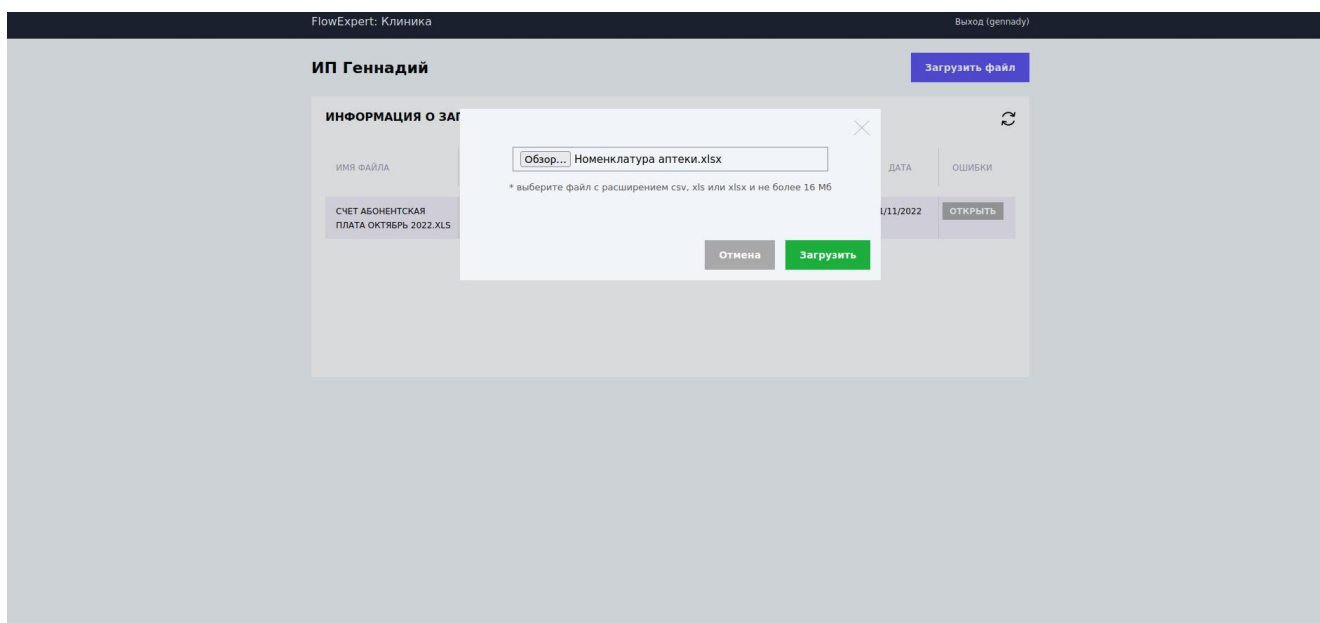 FlowExpert: Клиника
Выход (gennady)
ИП Геннадий
Загрузить файл
ИНФОРМАЦИЯ О ЗАГ
Обзор... Номенклатура аптеки.xlsx
* выберите файл с расширением csv, xls или xlsx и не более 16 Мб
Отмена
Загрузить
ИМЯ ФАЙЛА
ДАТА
ОШИБКИ
СЧЕТ АБОНЕНТСКАЯ
ПЛАТА ОКТЯБРЬ 2022.XLS
1/11/2022
ОТКРЫТЬ